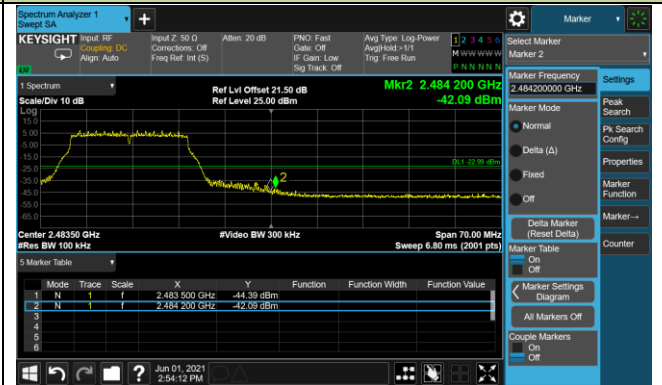 Spectrum Analyzer 1
Swept SA
Marker
KEYSIGHT Input: RF
Coupling: DC
Align: Auto
Input Z: 50 Ω
Corrections: Off
Freq Ref: Int (S)
Atten: 20 dB
PNO: Fast
Gate: Off
IF Gain: Low
Sig Track: Off
Avg Type: Log-Power
Avg|Hold:>1/1
Trig: Free Run
1 2 3 4 5 6
M W W W W W
P N N N N N
Select Marker
Marker 2
1 Spectrum
Scale/Div 10 dB
Ref Lvl Offset 21.50 dB
Ref Level 25.00 dBm
Mkr2 2.484 200 GHz
-42.09 dBm
Log
15.0
5.00
-5.00
-15.0
-25.0
-35.0
-45.0
-55.0
-65.0
DL1 -22.99 dBm
2
Center 2.48350 GHz
#Res BW 100 kHz
#Video BW 300 kHz
Span 70.00 MHz
Sweep 6.80 ms (2001 pts)
Marker Frequency
2.484200000 GHz
Marker Mode
Normal
Delta (Δ)
Fixed
Off
Delta Marker
(Reset Delta)
Marker Table
On
Off
Marker Settings
Diagram
All Markers Off
Couple Markers
On
Off
Settings
Peak
Search
Pk Search
Config
Properties
Marker
Function
Marker→
Counter
5 Marker Table
Mode Trace Scale X Y Function Function Width Function Value
1 N 1 f 2.483 500 GHz -44.39 dBm
2 N 1 f 2.484 200 GHz -42.09 dBm
3
4
5
6
Jun 01, 2021
2:54:12 PM